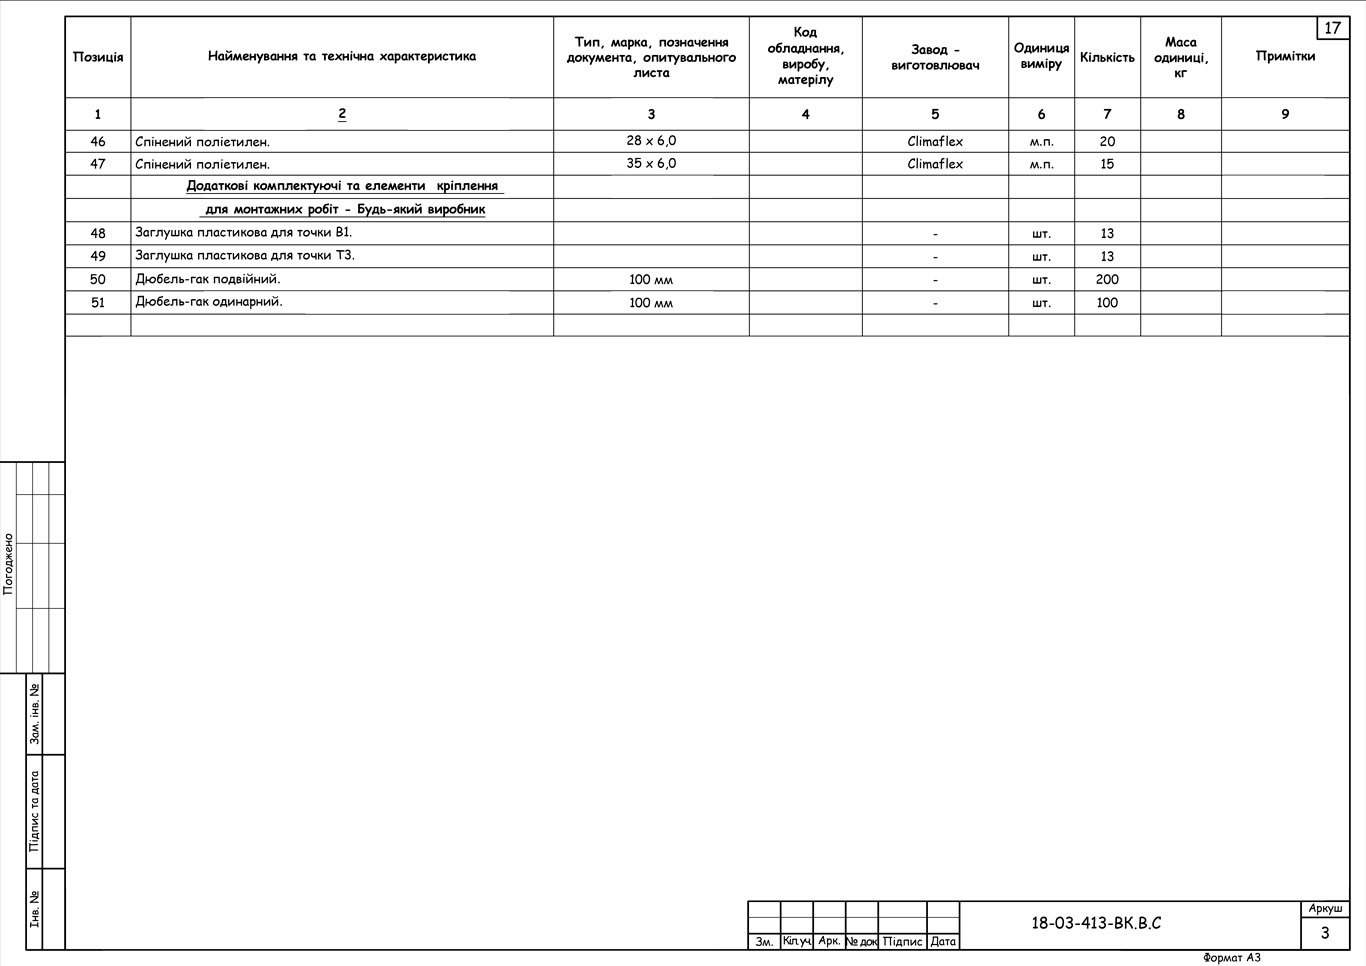 17
Позиція
Найменування та технічна характеристика
Тип, марка, позначення
документа, опитувального
листа
Код
обладнання,
виробу,
матерілу
Завод -
виготовлювач
Одиниця
виміру
Кількість
Маса
одиниці,
кг
Примітки
1 2 3 4 5 6 7 8 9
46 Спінений поліетилен. 28 х 6,0 Climaflex м.п. 20
47 Спінений поліетилен. 35 х 6,0 Climaflex м.п. 15
Додаткові комплектуючі та елементи кріплення
для монтажних робіт - Будь-який виробник
48 Заглушка пластикова для точки В1. - шт. 13
49 Заглушка пластикова для точки Т3. - шт. 13
50 Дюбель-гак подвійний. 100 мм - шт. 200
51 Дюбель-гак одинарний. 100 мм - шт. 100
Погоджено
Зам. інв. №
Підпис та дата
Інв. №
Зм. Кіл.уч. Арк. № док Підпис Дата
18-03-413-ВК.В.С
Аркуш
3
Формат А3